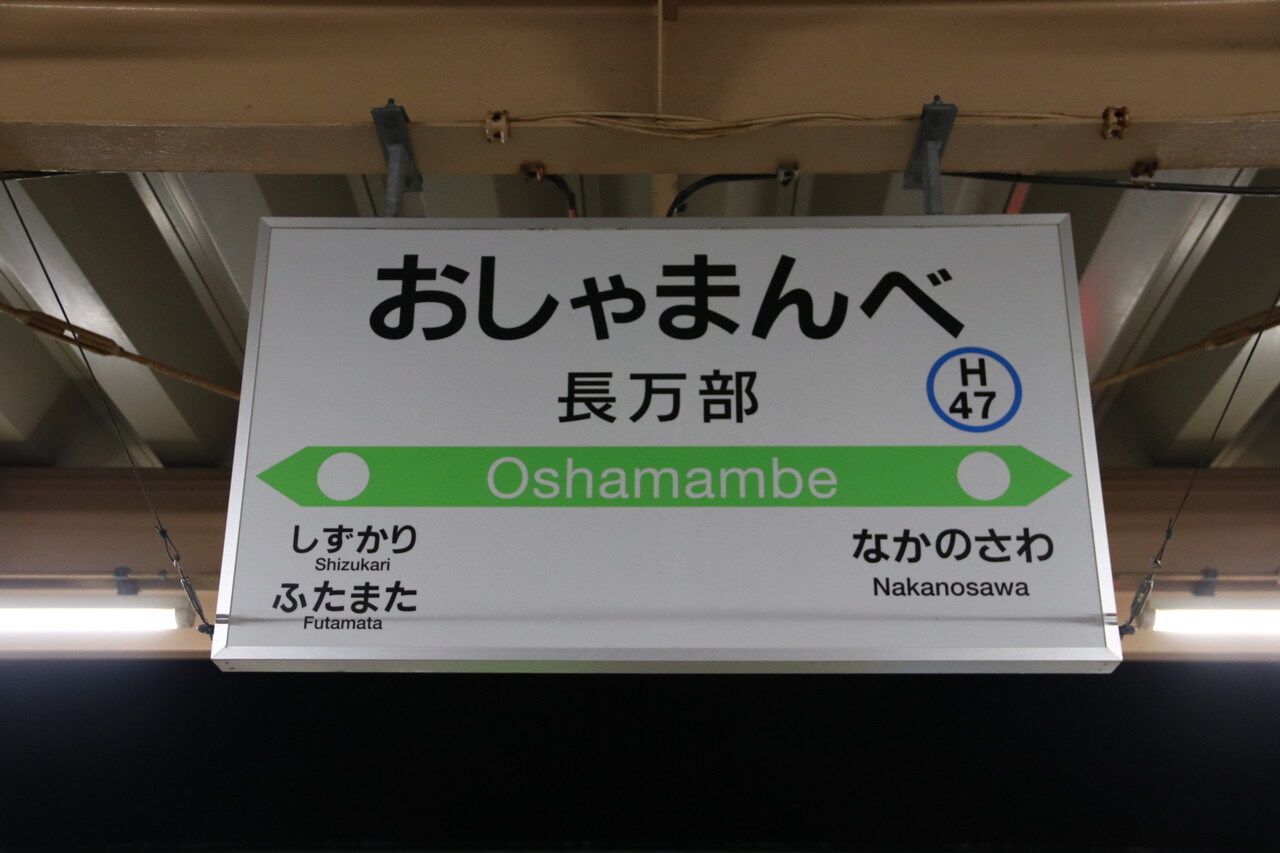 おしゃまんべ
長万部
H
47
Oshamambe
しずかり
Shizukari
ふたまた
Futamata
なかのさわ
Nakanosawa